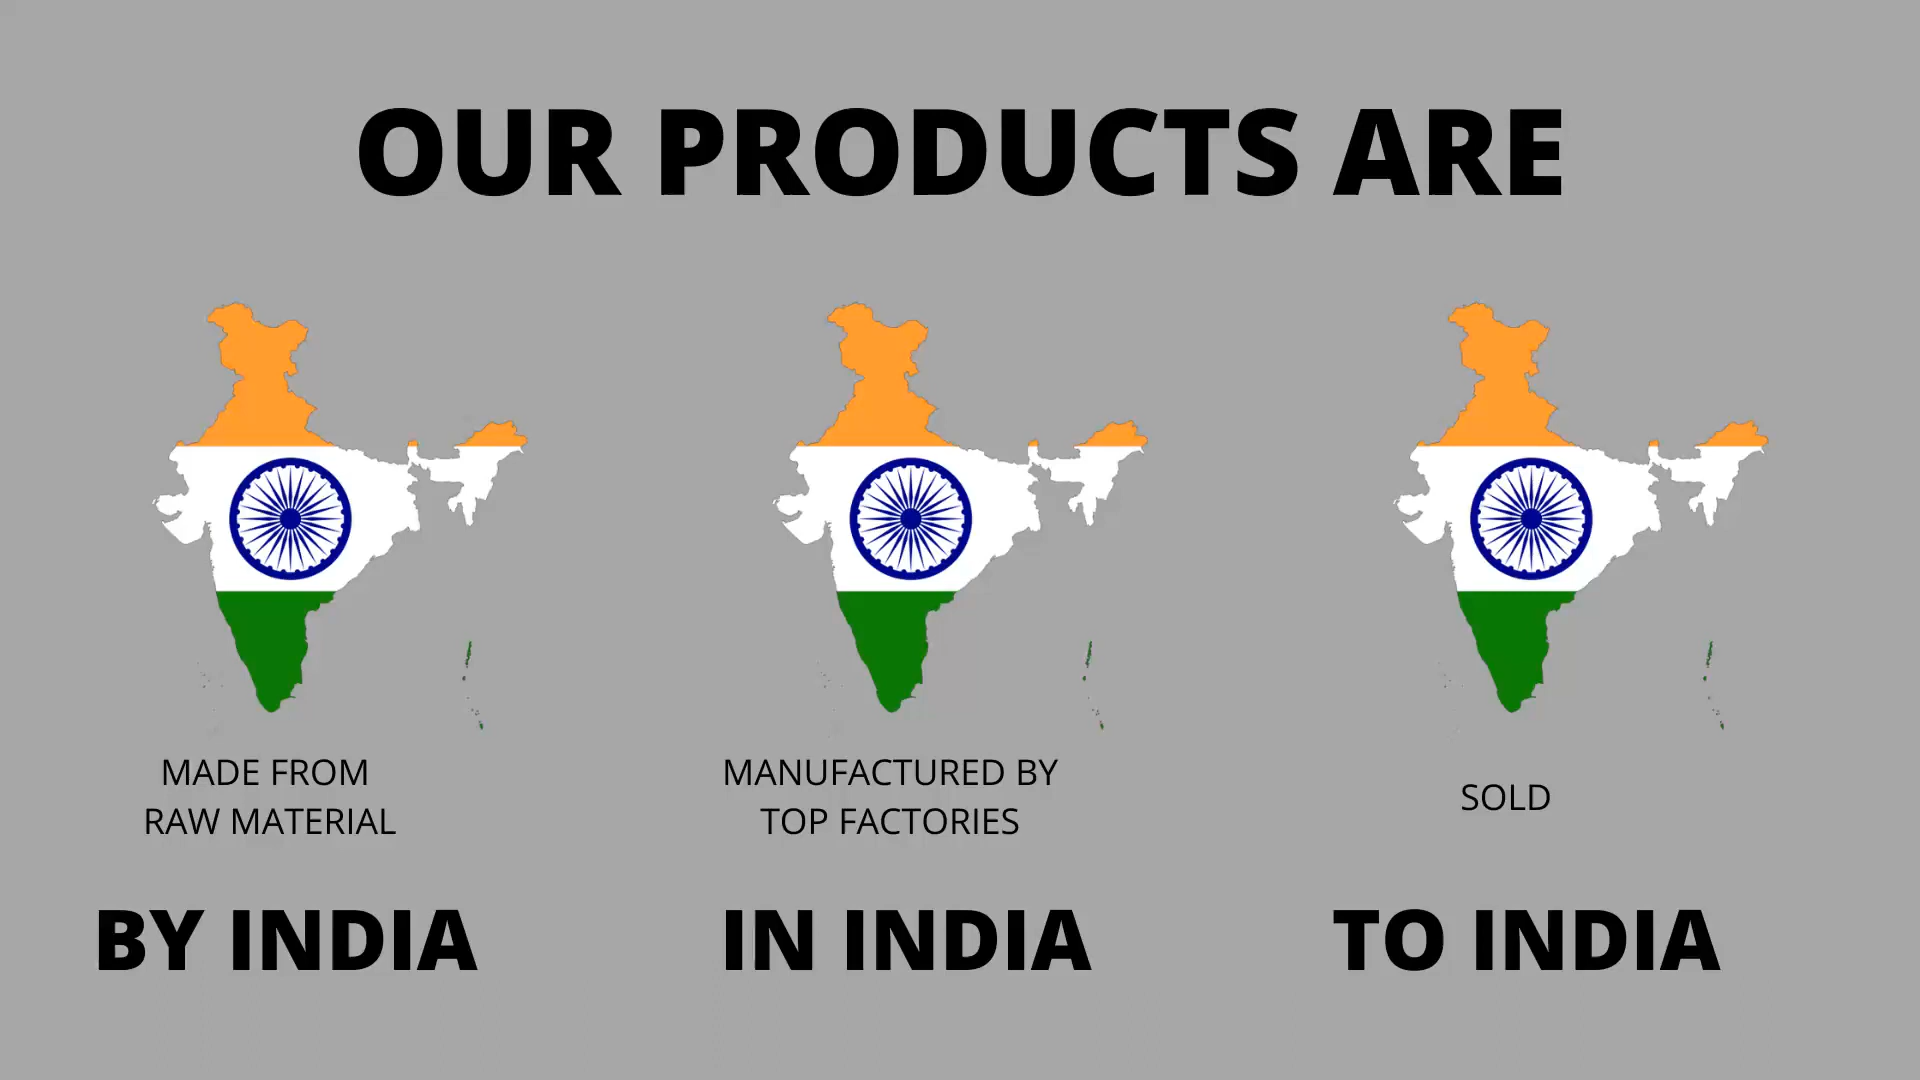 OUR PRODUCTS ARE
MADE FROM
RAW MATERIAL
BY INDIA
MANUFACTURED BY
TOP FACTORIES
IN INDIA
SOLD
TO INDIA